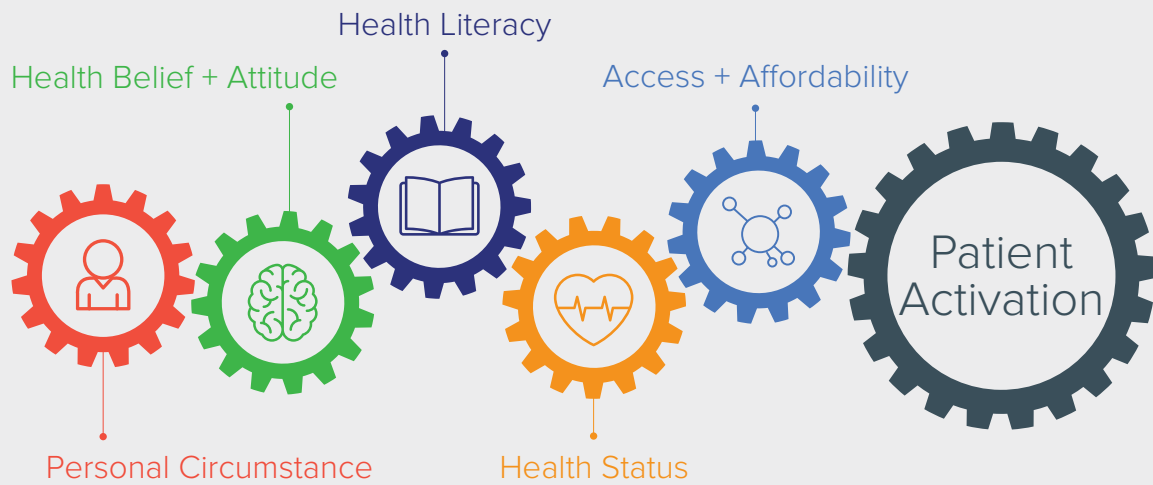 Health Literacy
Health Belief + Attitude
Access + Affordability
Patient
Activation
Personal Circumstance
Health Status